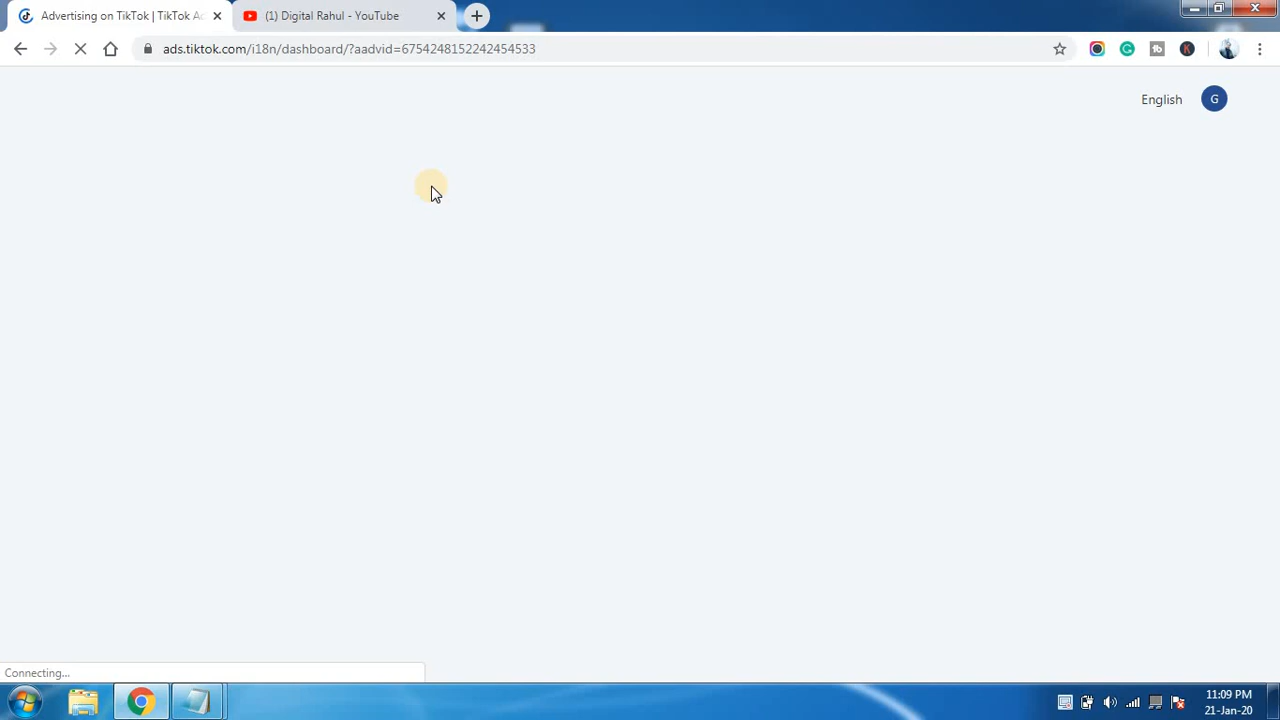 Advertising on TikTok | TikTok Ad
(1) Digital Rahul - YouTube
ads.tiktok.com/i18n/dashboard/?aadvid=6754248152242454533
English
G
Connecting...
11:09 PM
21-Jan-20